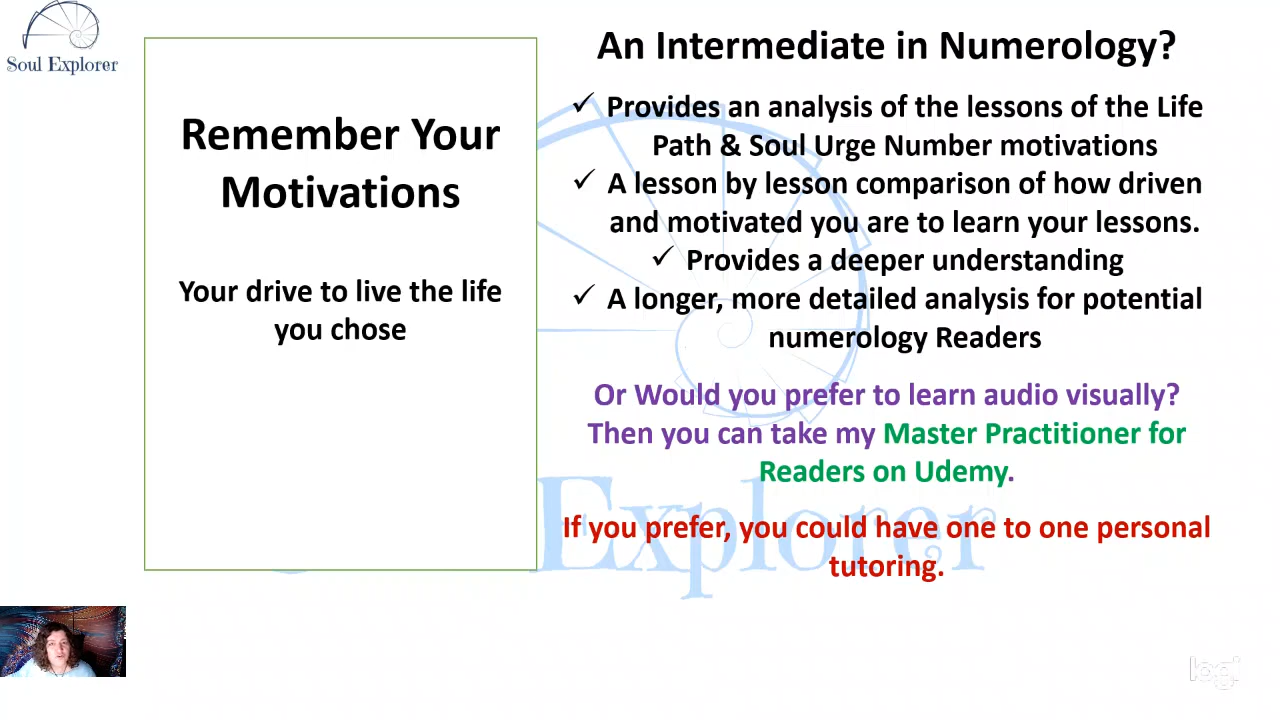 Soul Explorer
Remember Your
Motivations
Your drive to live the life
you chose
An Intermediate in Numerology?
✓ Provides an analysis of the lessons of the Life
Path & Soul Urge Number motivations
✓ A lesson by lesson comparison of how driven
and motivated you are to learn your lessons.
✓ Provides a deeper understanding
✓ A longer, more detailed analysis for potential
numerology Readers
Or Would you prefer to learn audio visually?
Then you can take my Master Practitioner for
Readers on Udemy.
If you prefer, you could have one to one personal
tutoring.
Explorer